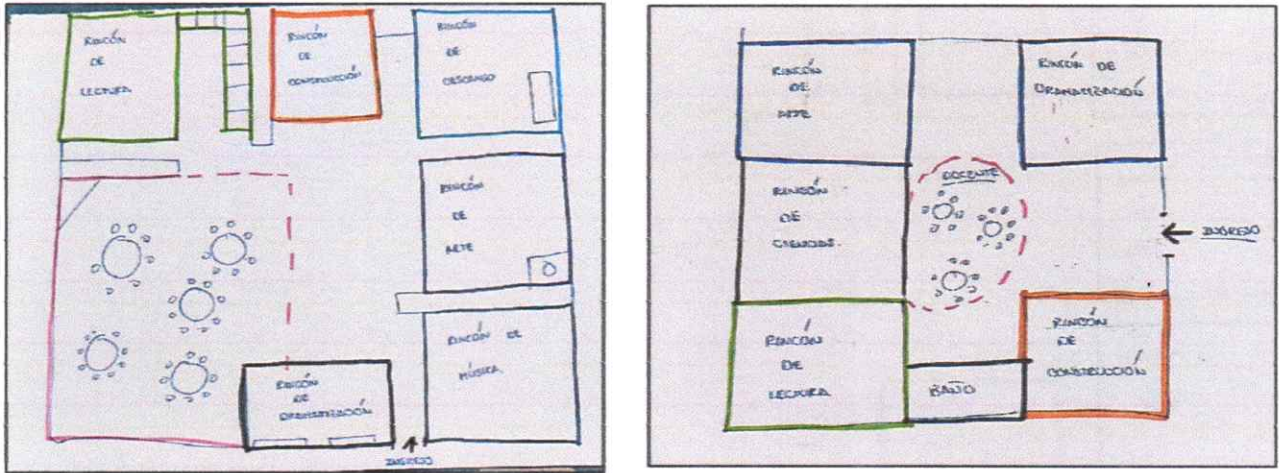 RINCÓN
DE
LECTURA
RINCÓN
DE
CONSTRUCCIÓN
RINCÓN
DE
DESCANSO
RINCÓN
DE
ARTE
RINCÓN DE
MÚSICA
RINCÓN
DE
DRAMATIZACIÓN
INGRESO
RINCÓN
DE
ARTE
RINCÓN DE
DRAMATIZACIÓN
DOCENTE
RINCÓN
DE
CIENCIAS.
INGRESO
RINCÓN
DE
LECTURA
BAÑO
RINCÓN
DE
CONSTRUCCIÓN